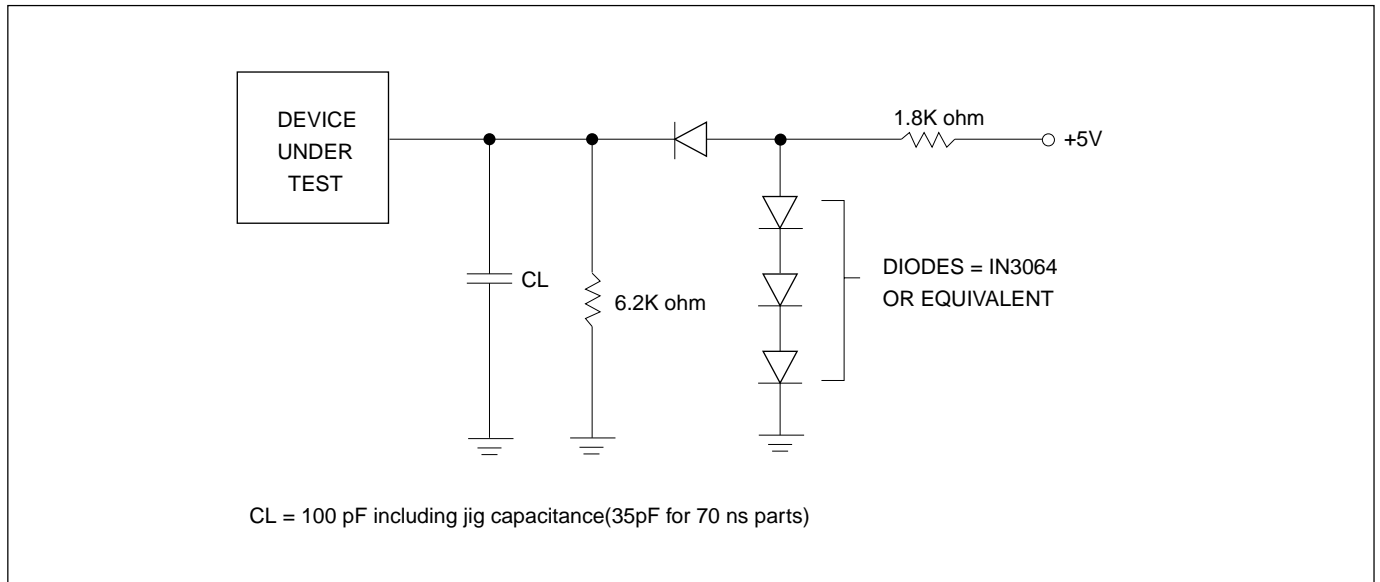 DEVICE
UNDER
TEST
1.8K ohm
+5V
CL
6.2K ohm
DIODES = IN3064
OR EQUIVALENT
CL = 100 pF including jig capacitance(35pF for 70 ns parts)